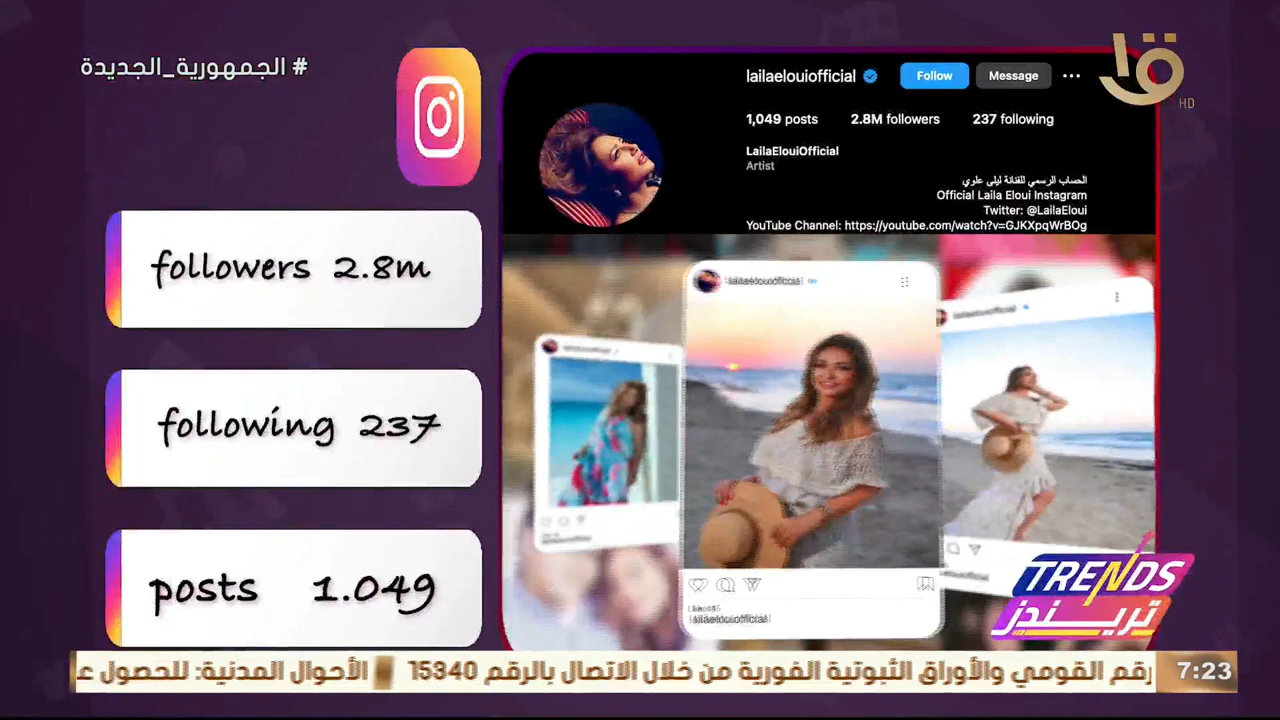 # الجمهورية_الجديدة
HD
lailaelouiofficial
Follow
Message
1,049 posts
2.8M followers
237 following
LailaElouiOfficial
Artist
الحساب الرسمي للفنانة ليلى علوي
Official Laila Eloui Instagram
Twitter: @LailaEloui
YouTube Channel: https://youtube.com/watch?v=GJKXpqWrBOg
followers 2.8m
following 237
posts 1.049
lailaelouiofficial
lailaelouiofficial
lailaelouiofficial
TRENDS
تريندز
رقم القومي والأوراق الثبوتية الفورية من خلال الاتصال بالرقم 15340
الأحوال المدنية: للحصول ع
7:23